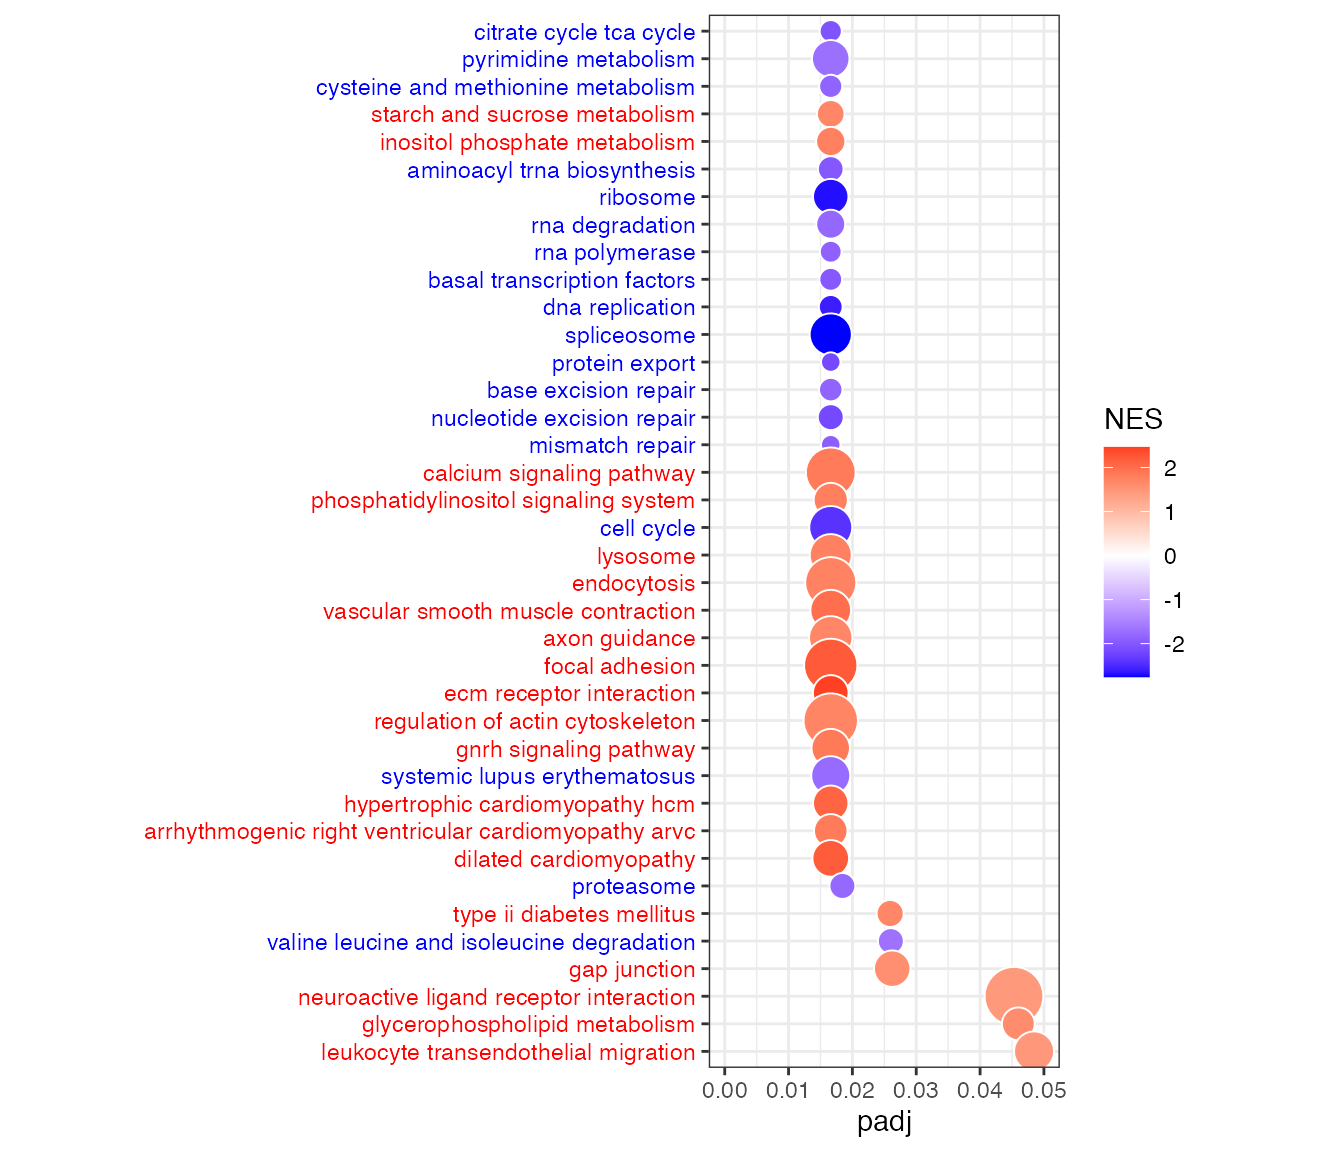 citrate cycle tca cycle
pyrimidine metabolism
cysteine and methionine metabolism
starch and sucrose metabolism
inositol phosphate metabolism
aminoacyl trna biosynthesis
ribosome
rna degradation
rna polymerase
basal transcription factors
dna replication
spliceosome
protein export
base excision repair
nucleotide excision repair
mismatch repair
calcium signaling pathway
phosphatidylinositol signaling system
cell cycle
lysosome
endocytosis
vascular smooth muscle contraction
axon guidance
focal adhesion
ecm receptor interaction
regulation of actin cytoskeleton
gnrh signaling pathway
systemic lupus erythematosus
hypertrophic cardiomyopathy hcm
arrhythmogenic right ventricular cardiomyopathy arvc
dilated cardiomyopathy
proteasome
type ii diabetes mellitus
valine leucine and isoleucine degradation
gap junction
neuroactive ligand receptor interaction
glycerophospholipid metabolism
leukocyte transendothelial migration
0.00 0.01 0.02 0.03 0.04 0.05
padj
NES
2
1
0
-1
-2